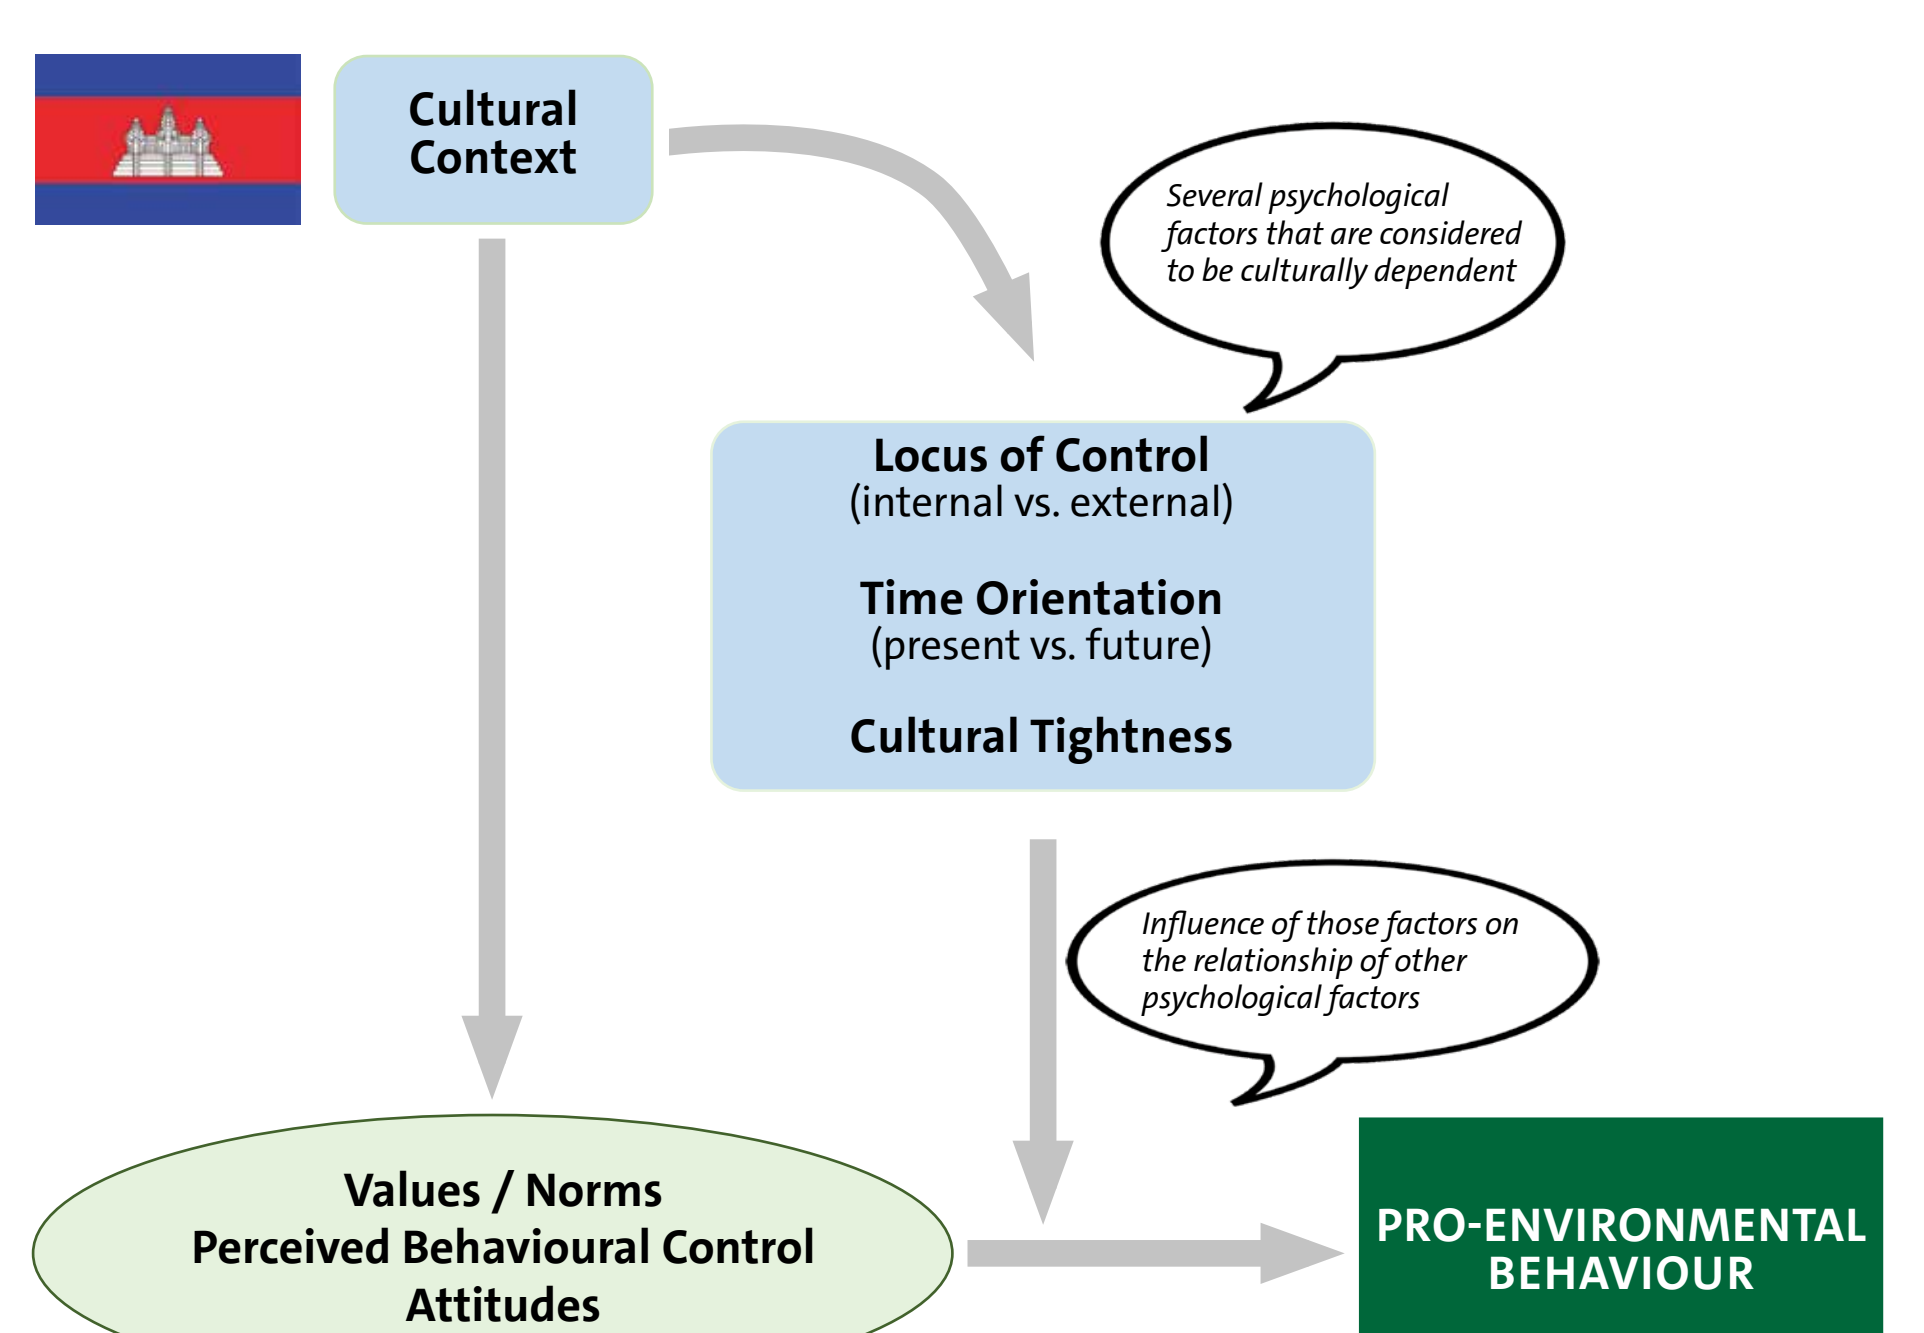 Cultural
Context
Several psychological
factors that are considered
to be culturally dependent
Locus of Control
(internal vs. external)
Time Orientation
(present vs. future)
Cultural Tightness
Influence of those factors on
the relationship of other
psychological factors
Values / Norms
Perceived Behavioural Control
Attitudes
PRO-ENVIRONMENTAL
BEHAVIOUR